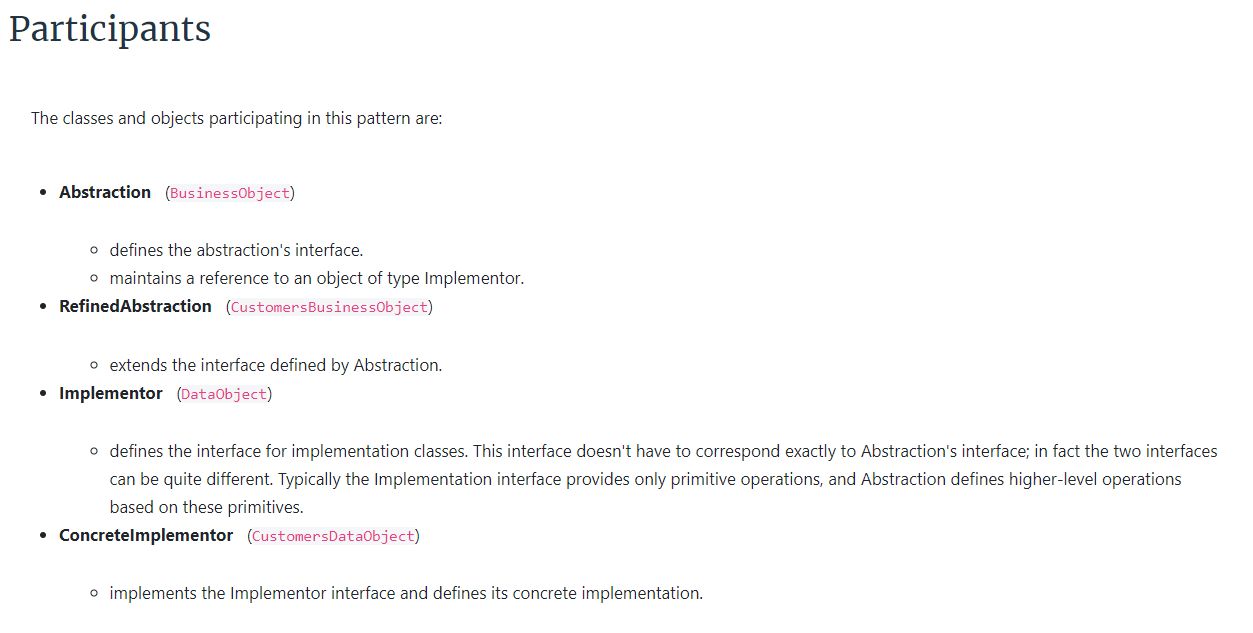 Participants
The classes and objects participating in this pattern are:
• Abstraction (BusinessObject)
◦ defines the abstraction's interface.
◦ maintains a reference to an object of type Implementor.
• RefinedAbstraction (CustomersBusinessObject)
◦ extends the interface defined by Abstraction.
• Implementor (DataObject)
◦ defines the interface for implementation classes. This interface doesn't have to correspond exactly to Abstraction's interface; in fact the two interfaces
can be quite different. Typically the Implementation interface provides only primitive operations, and Abstraction defines higher-level operations
based on these primitives.
• ConcreteImplementor (CustomersDataObject)
◦ implements the Implementor interface and defines its concrete implementation.